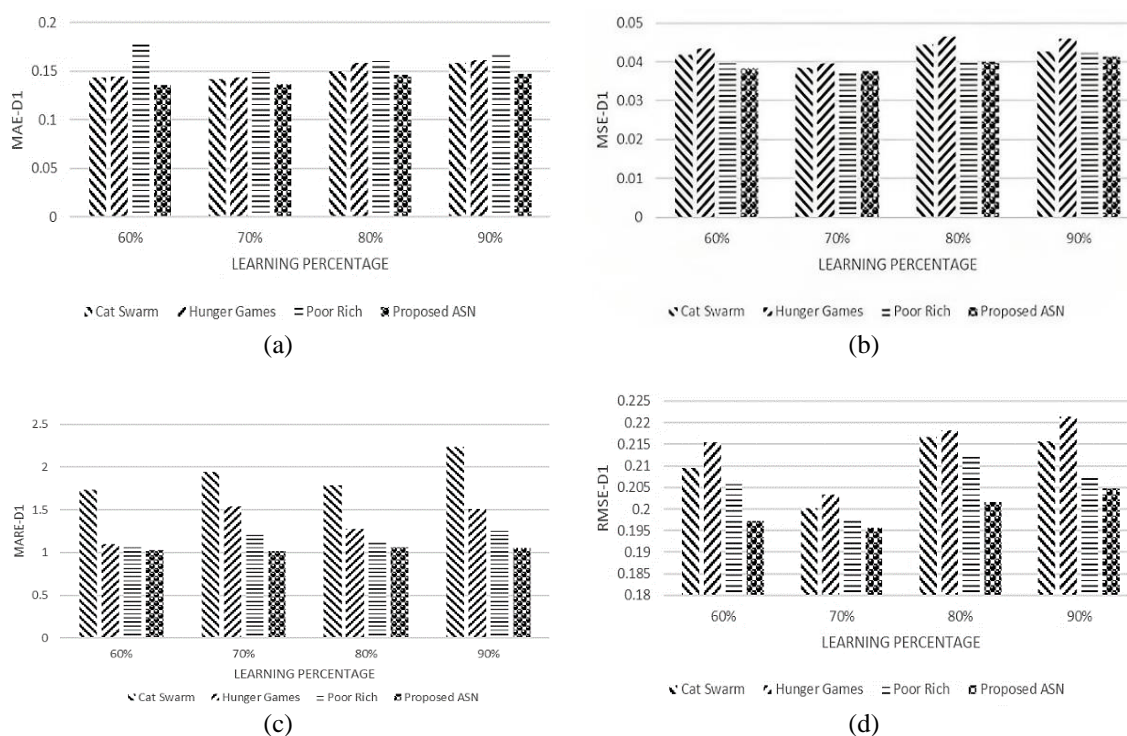 0.2
0.15
0.1
0.05
0
MAE-D1
60% 70% 80% 90%
LEARNING PERCENTAGE
Cat Swarm Hunger Games Poor Rich Proposed ASN
(a)
0.05
0.04
0.03
0.02
0.01
0
MSE-D1
60% 70% 80% 90%
LEARNING PERCENTAGE
Cat Swarm Hunger Games Poor Rich Proposed ASN
(b)
2.5
2
1.5
1
0.5
0
MARE-D1
60% 70% 80% 90%
LEARNING PERCENTAGE
Cat Swarm Hunger Games Poor Rich Proposed ASN
(c)
0.225
0.22
0.215
0.21
0.205
0.2
0.195
0.19
0.185
0.18
RMSE-D1
60% 70% 80% 90%
LEARNING PERCENTAGE
Cat Swarm Hunger Games Poor Rich Proposed ASN
(d)